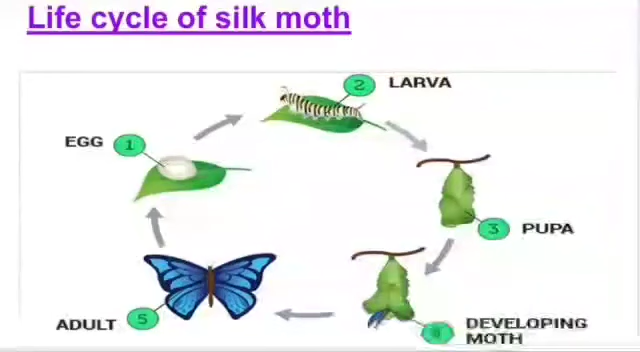 Life cycle of silk moth
2 LARVA
EGG 1
3 PUPA
ADULT 5
DEVELOPING
MOTH